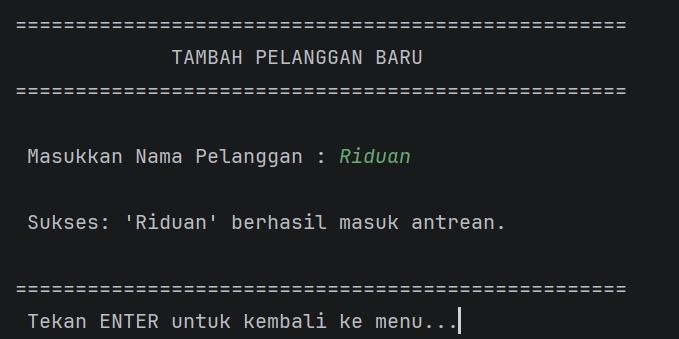 ===================================================
TAMBAH PELANGGAN BARU
===================================================
Masukkan Nama Pelanggan : Riduan
Sukses: 'Riduan' berhasil masuk antrean.
===================================================
Tekan ENTER untuk kembali ke menu...